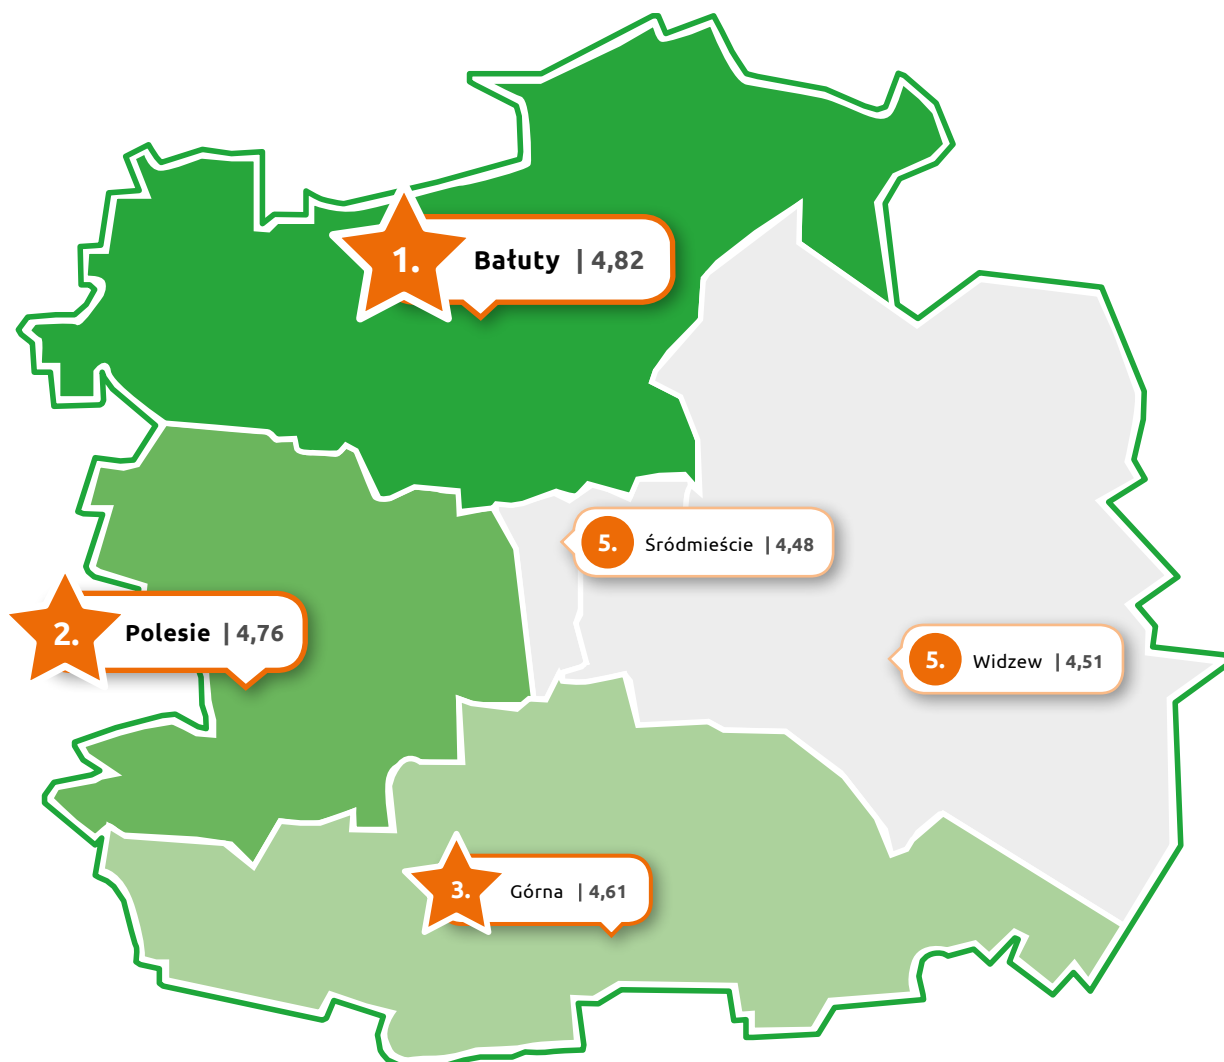 1. Bałuty | 4,82
5. Śródmieście | 4,48
2. Polesie | 4,76
5. Widzew | 4,51
3. Górna | 4,61